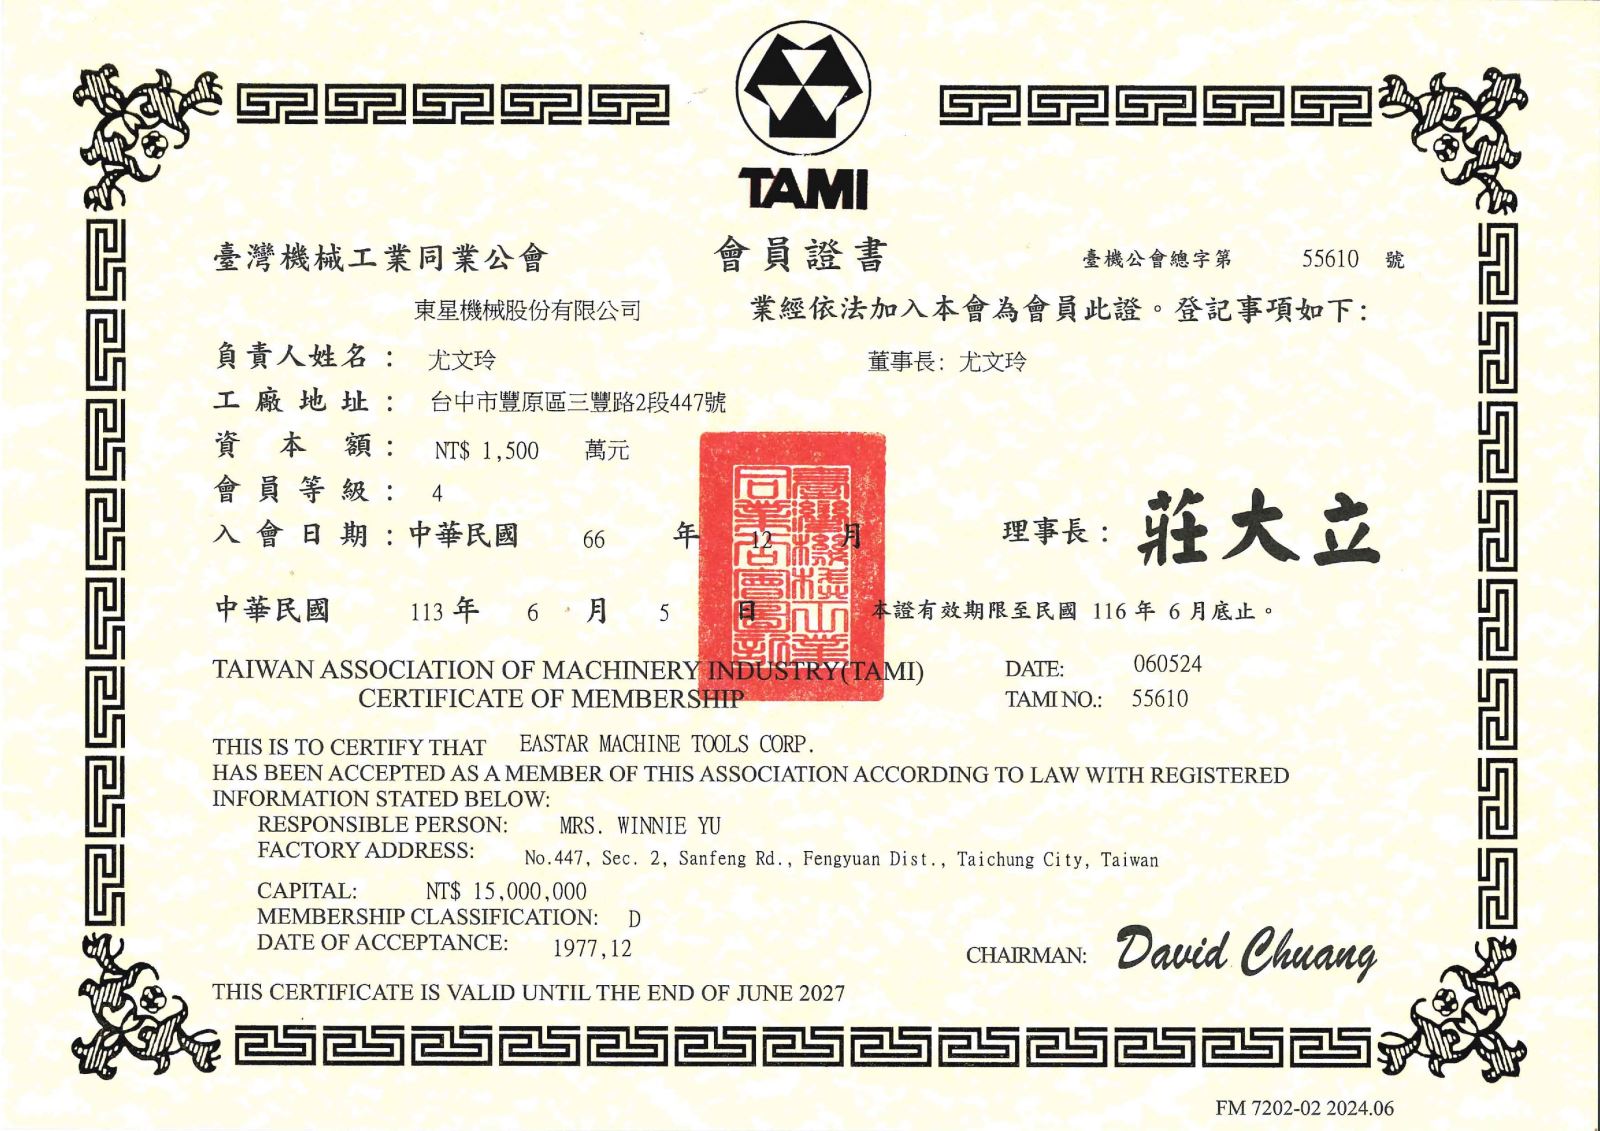 TAMI
臺灣機械工業同業公會 會員證書 臺機公會總字第 55610 號
東星機械股份有限公司 業經依法加入本會為會員此證。登記事項如下:
負責人姓名: 尤文玲 董事長: 尤文玲
工廠地址: 台中市豐原區三豐路2段447號
資本額: NT$ 1,500 萬元
會員等級: 4
入會日期:中華民國 66 年 12 月 理事長: 莊大立
中華民國 113 年 6 月 5 日 本證有效期限至民國 116 年 6 月底止。
TAIWAN ASSOCIATION OF MACHINERY INDUSTRY(TAMI) DATE: 060524
CERTIFICATE OF MEMBERSHIP TAMI NO.: 55610
THIS IS TO CERTIFY THAT EASTAR MACHINE TOOLS CORP.
HAS BEEN ACCEPTED AS A MEMBER OF THIS ASSOCIATION ACCORDING TO LAW WITH REGISTERED
INFORMATION STATED BELOW:
RESPONSIBLE PERSON: MRS. WINNIE YU
FACTORY ADDRESS: No.447, Sec. 2, Sanfeng Rd., Fengyuan Dist., Taichung City, Taiwan
CAPITAL: NT$ 15,000,000
MEMBERSHIP CLASSIFICATION: D
DATE OF ACCEPTANCE: 1977,12
CHAIRMAN: David Chuang
THIS CERTIFICATE IS VALID UNTIL THE END OF JUNE 2027
FM 7202-02 2024.06